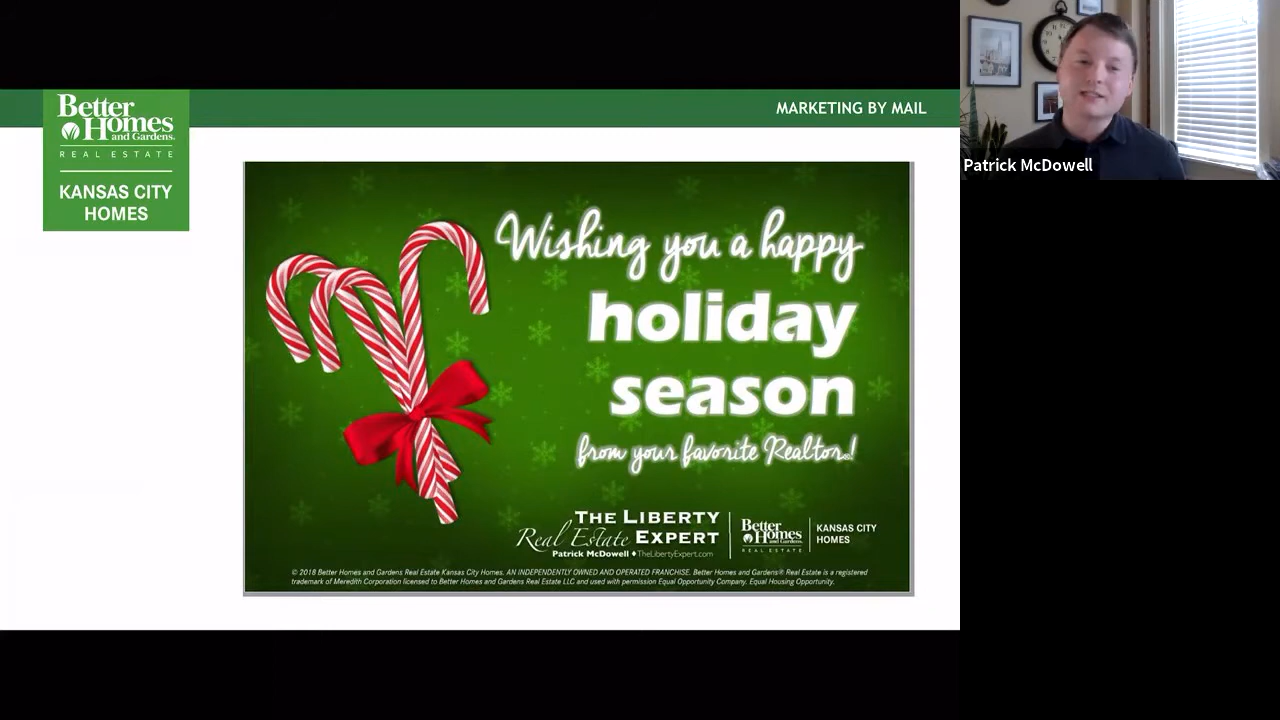 Better
Homes
and Gardens®
REAL ESTATE
KANSAS CITY
HOMES
MARKETING BY MAIL
Patrick McDowell
Wishing you a happy
holiday
season
from your favorite Realtor®!
THE LIBERTY
Real Estate EXPERT
Patrick McDowell ♦ TheLibertyExpert.com
Better
Homes
and Gardens
REAL ESTATE
KANSAS CITY
HOMES
© 2018 Better Homes and Gardens Real Estate Kansas City Homes. AN INDEPENDENTLY OWNED AND OPERATED FRANCHISE. Better Homes and Gardens® Real Estate is a registered
trademark of Meredith Corporation licensed to Better Homes and Gardens Real Estate LLC and used with permission Equal Opportunity Company. Equal Housing Opportunity.